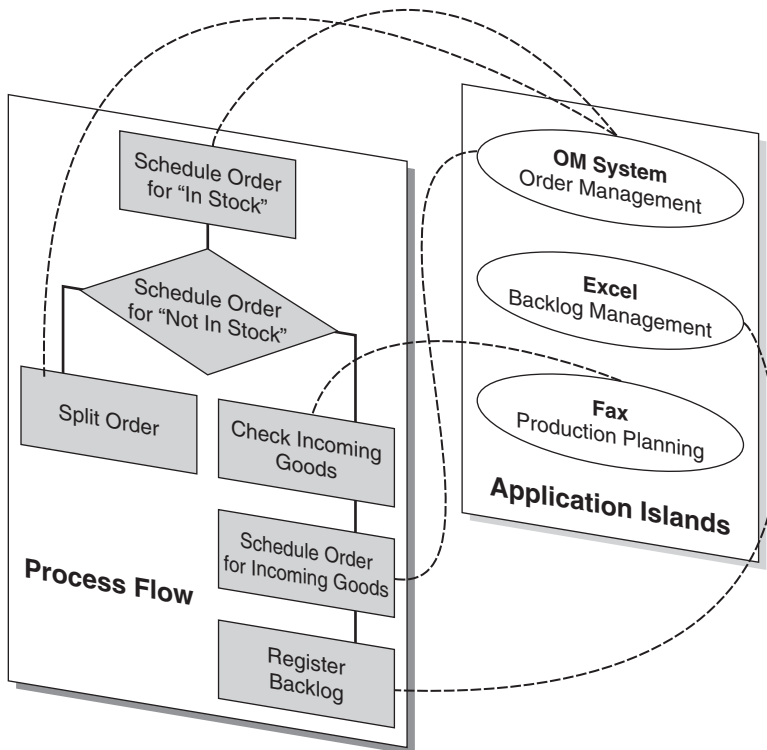 Schedule Order
for “In Stock”
Schedule Order
for “Not In Stock”
Split Order
Check Incoming
Goods
Schedule Order
for Incoming Goods
Register
Backlog
Process Flow
OM System
Order Management
Excel
Backlog Management
Fax
Production Planning
Application Islands